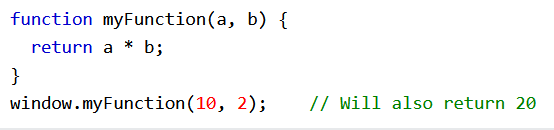 function myFunction(a, b) {
  return a * b;
}
window.myFunction(10, 2);    // Will also return 20